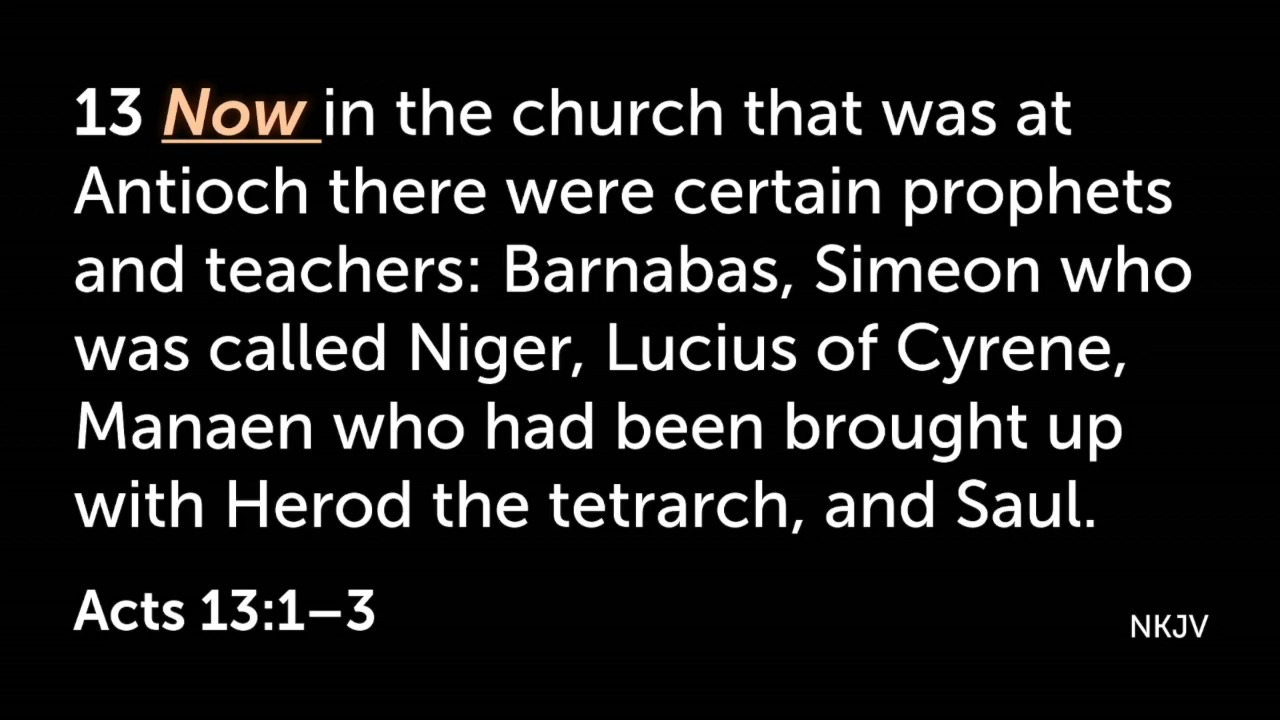 13 Now in the church that was at
Antioch there were certain prophets
and teachers: Barnabas, Simeon who
was called Niger, Lucius of Cyrene,
Manaen who had been brought up
with Herod the tetrarch, and Saul.
Acts 13:1–3
NKJV